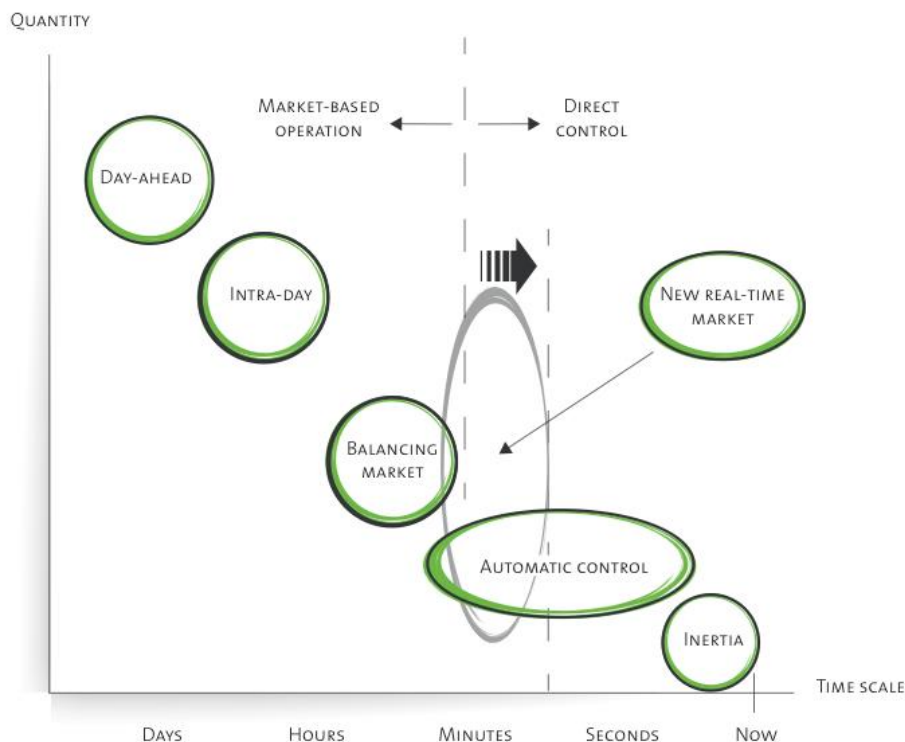 QUANTITY
MARKET-BASED
OPERATION
DIRECT
CONTROL
DAY-AHEAD
INTRA-DAY
NEW REAL-TIME
MARKET
BALANCING
MARKET
AUTOMATIC CONTROL
INERTIA
TIME SCALE
DAYS
HOURS
MINUTES
SECONDS
NOW